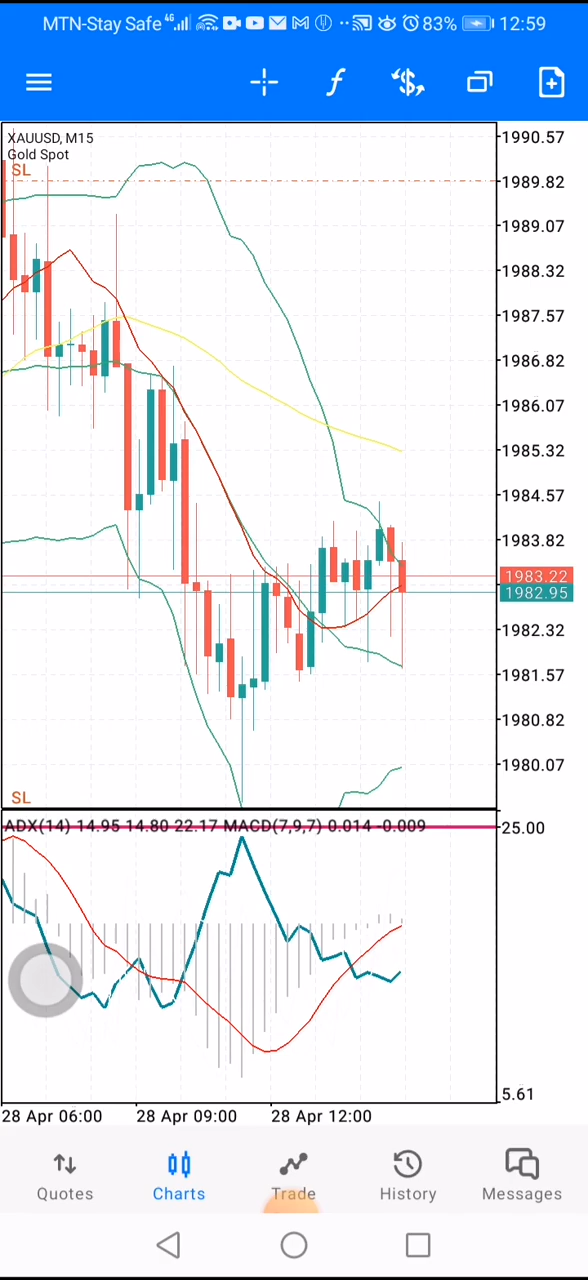 MTN-Stay Safe 4G 83% 12:59
XAUUSD, M15
Gold Spot
SL
1990.57
1989.82
1989.07
1988.32
1987.57
1986.82
1986.07
1985.32
1984.57
1983.82
1983.22
1982.95
1982.32
1981.57
1980.82
1980.07
SL
ADX(14) 14.95 14.80 22.17 MACD(7,9,7) 0.014 -0.009
25.00
5.61
28 Apr 06:00 28 Apr 09:00 28 Apr 12:00
Quotes Charts Trade History Messages